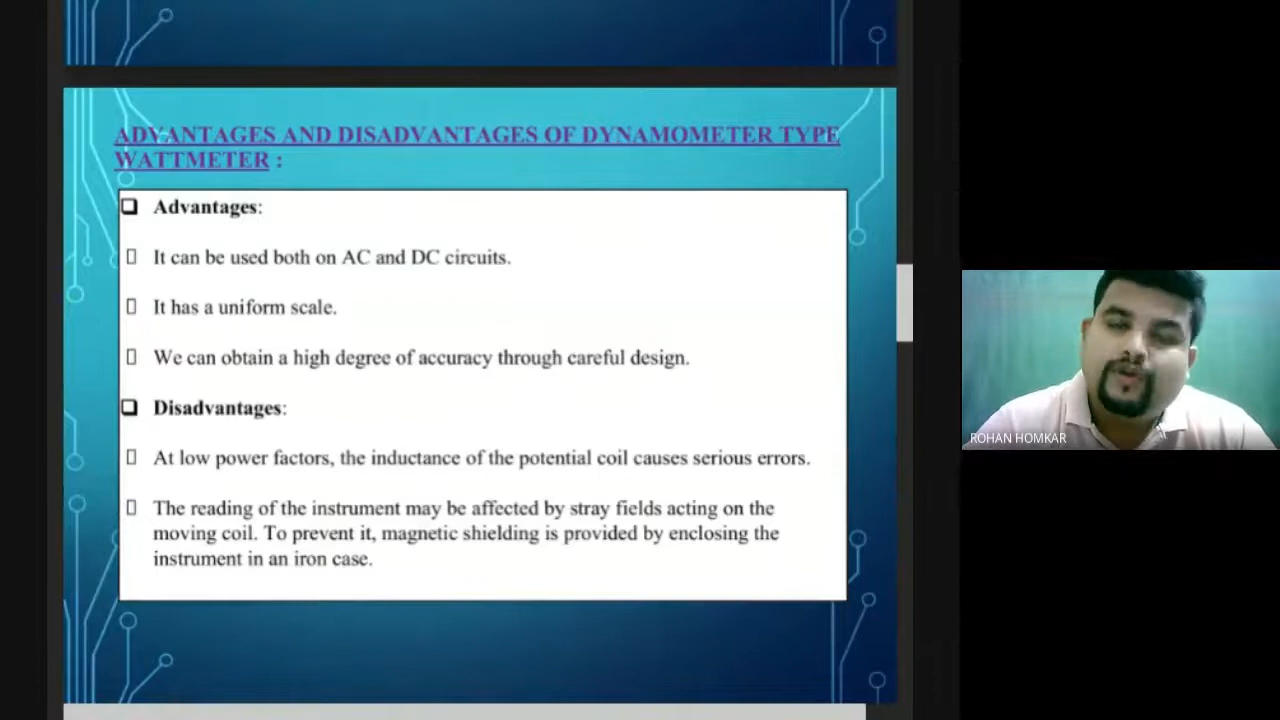 ADVANTAGES AND DISADVANTAGES OF DYNAMOMETER TYPE
WATTMETER :
Advantages:
It can be used both on AC and DC circuits.
It has a uniform scale.
We can obtain a high degree of accuracy through careful design.
Disadvantages:
At low power factors, the inductance of the potential coil causes serious errors.
The reading of the instrument may be affected by stray fields acting on the
moving coil. To prevent it, magnetic shielding is provided by enclosing the
instrument in an iron case.
ROHAN HOMKAR